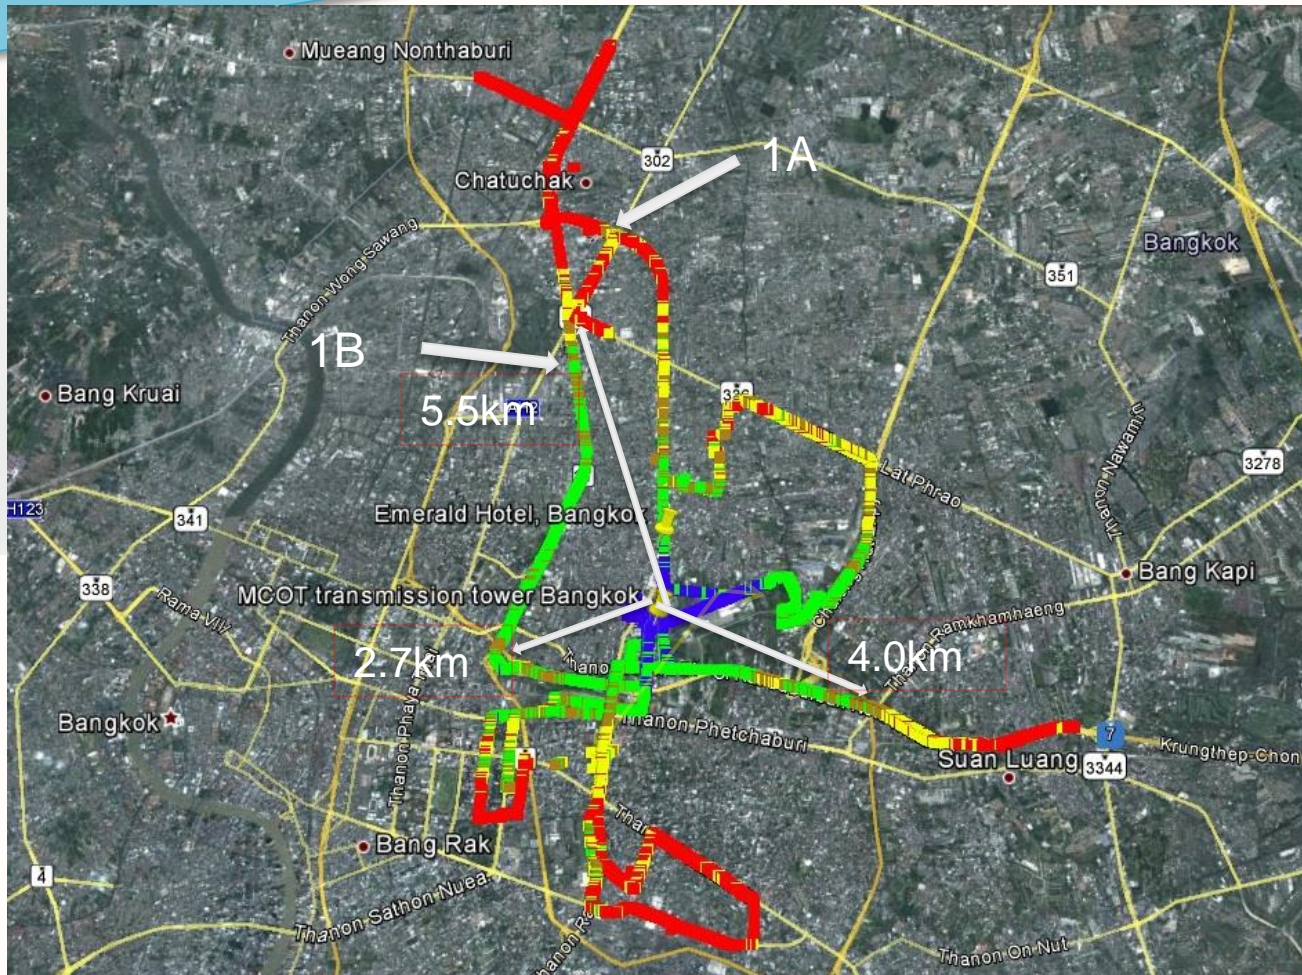 Mueang Nonthaburi
1A
302
Chatuchak
Bangkok
Thanon Wong Sawang
351
1B
Bang Kruai
5.5km
336
Thanon Nawamin
3278
Lat Phrao
H123
341
Emerald Hotel, Bangkok
338
MCOT transmission tower Bangkok
Bang Kapi
Rama VIII
Thanon Ramkhamhaeng
2.7km
4.0km
Thanon Phayathai
Bangkok
Thanon Phetchaburi
7
Krungthep-Chon
Suan Luang
3344
Bang Rak
4
Thanon Sathon Nuea
Thanon On Nut